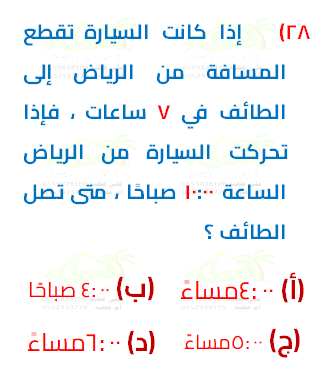 ٢٨) إذا كانت السيارة تقطع
المسافة من الرياض إلى
الطائف في ٧ ساعات ، فإذا
تحركت السيارة من الرياض
الساعة ١٠:٠٠ صباحًا ، متى تصل
الطائف ؟
(أ) ٤:٠٠ مساءً (ب) ٤:٠٠ صباحًا
(ج) ٥:٠٠ مساءً (د) ٦:٠٠ مساءً